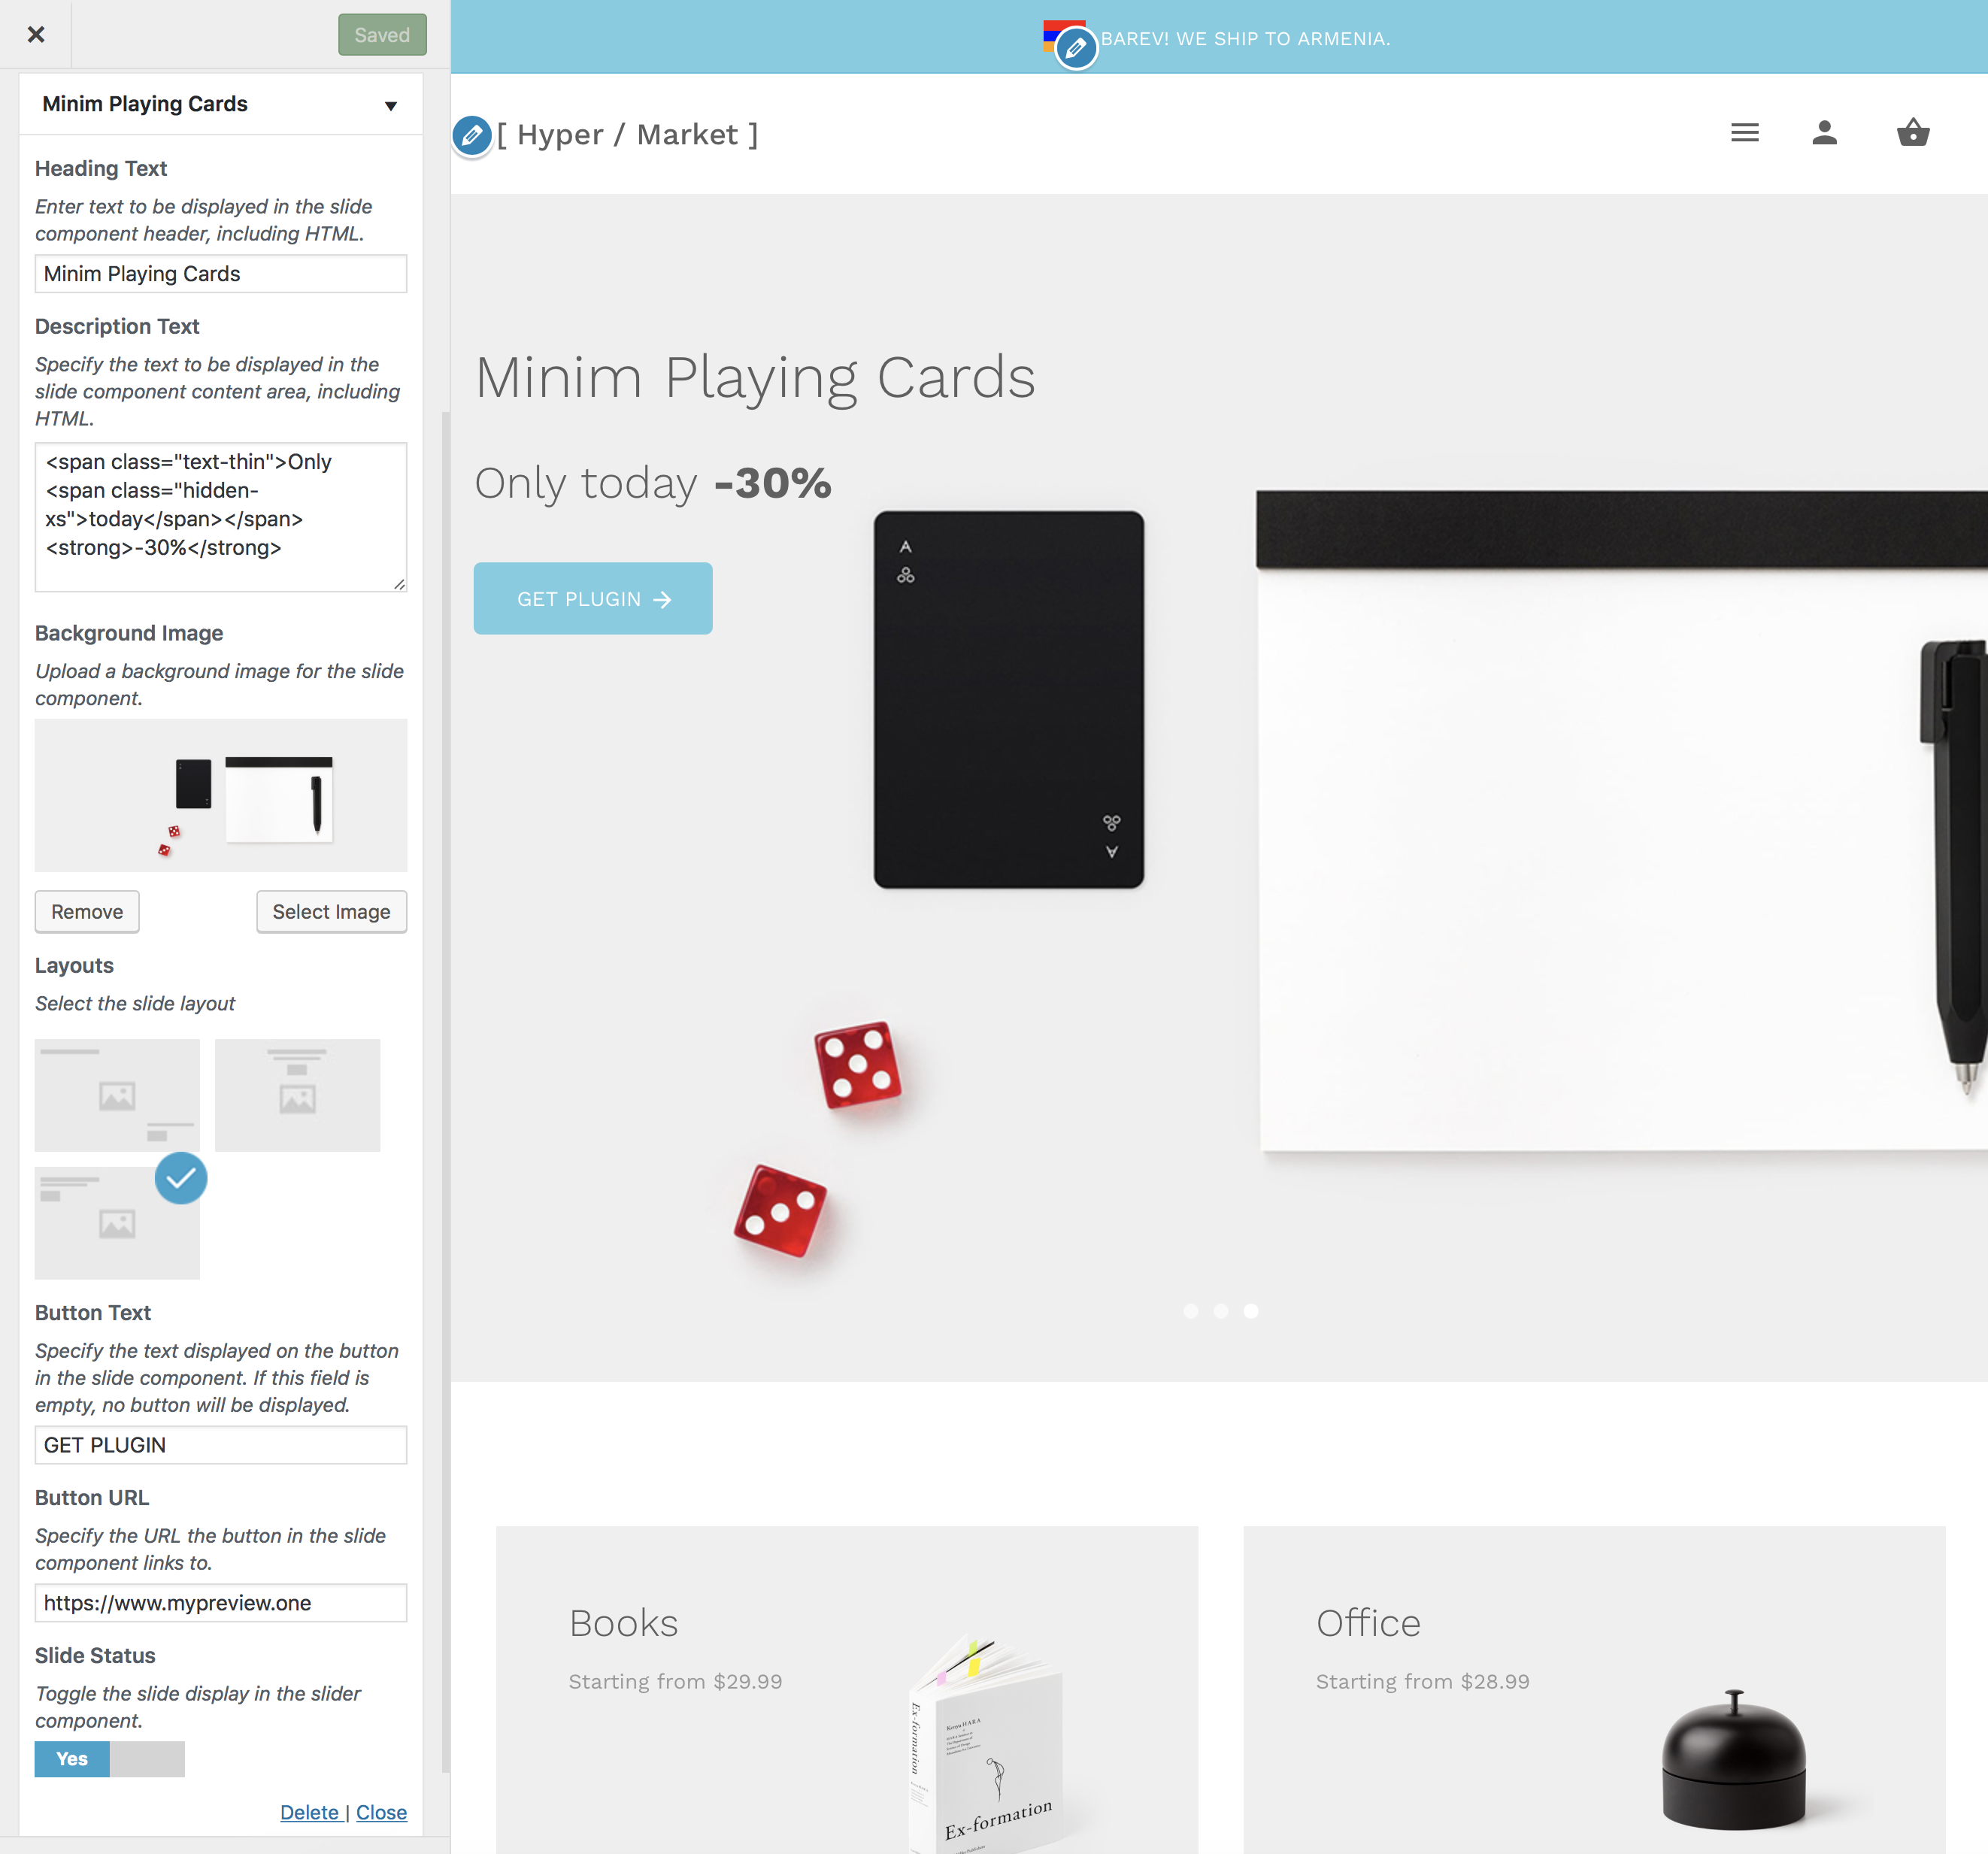 Saved
Minim Playing Cards
Heading Text
Enter text to be displayed in the slide
component header, including HTML.
Minim Playing Cards
Description Text
Specify the text to be displayed in the
slide component content area, including
HTML.
<span class="text-thin">Only
<span class="hidden-
xs">today</span></span>
<strong>-30%</strong>
Background Image
Upload a background image for the slide
component.
Remove
Select Image
Layouts
Select the slide layout
Button Text
Specify the text displayed on the button
in the slide component. If this field is
empty, no button will be displayed.
GET PLUGIN
Button URL
Specify the URL the button in the slide
component links to.
https://www.mypreview.one
Slide Status
Toggle the slide display in the slider
component.
Yes
Delete | Close
BAREV! WE SHIP TO ARMENIA.
[ Hyper / Market ]
Minim Playing Cards
Only today -30%
GET PLUGIN →
A
A
Books
Starting from $29.99
Ex-formation
Kenya HARA
Ex-formation
Office
Starting from $28.99